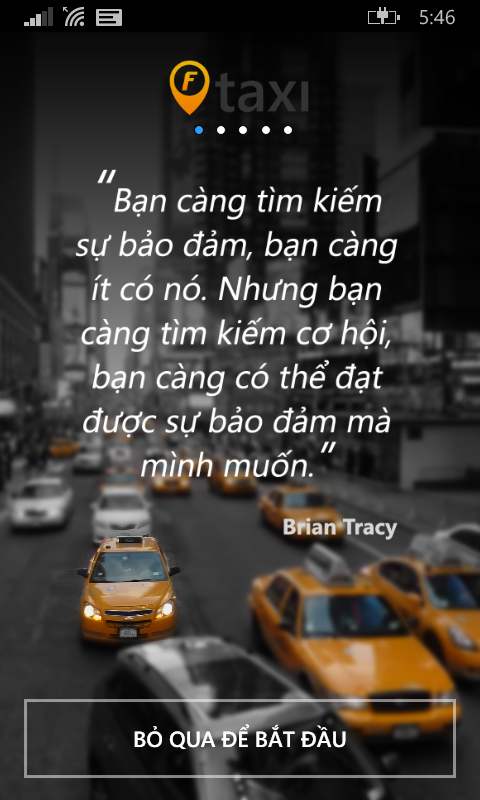 5:46
F taxi
“Bạn càng tìm kiếm
sự bảo đảm, bạn càng
ít có nó. Nhưng bạn
càng tìm kiếm cơ hội,
bạn càng có thể đạt
được sự bảo đảm mà
mình muốn.”
Brian Tracy
BỎ QUA ĐỂ BẮT ĐẦU